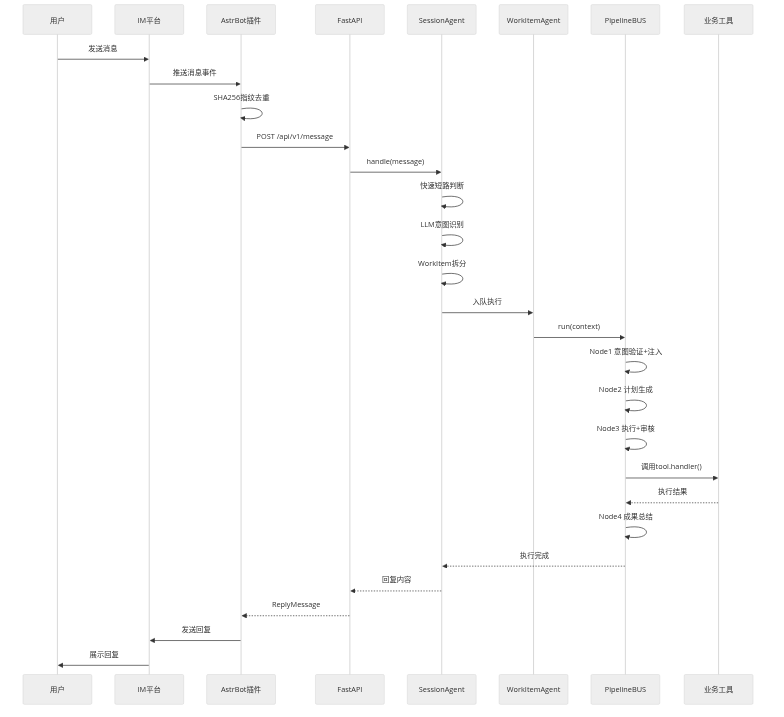 用户 IM平台 AstrBot插件 FastAPI SessionAgent WorkItemAgent PipelineBUS 业务工具
发送消息
推送消息事件
SHA256指纹去重
POST /api/v1/message
handle(message)
快速短路判断
LLM意图识别
WorkItem拆分
入队执行
run(context)
Node1 意图验证+注入
Node2 计划生成
Node3 执行+审核
调用tool.handler()
执行结果
Node4 成果总结
执行完成
回复内容
ReplyMessage
发送回复
展示回复
用户 IM平台 AstrBot插件 FastAPI SessionAgent WorkItemAgent PipelineBUS 业务工具